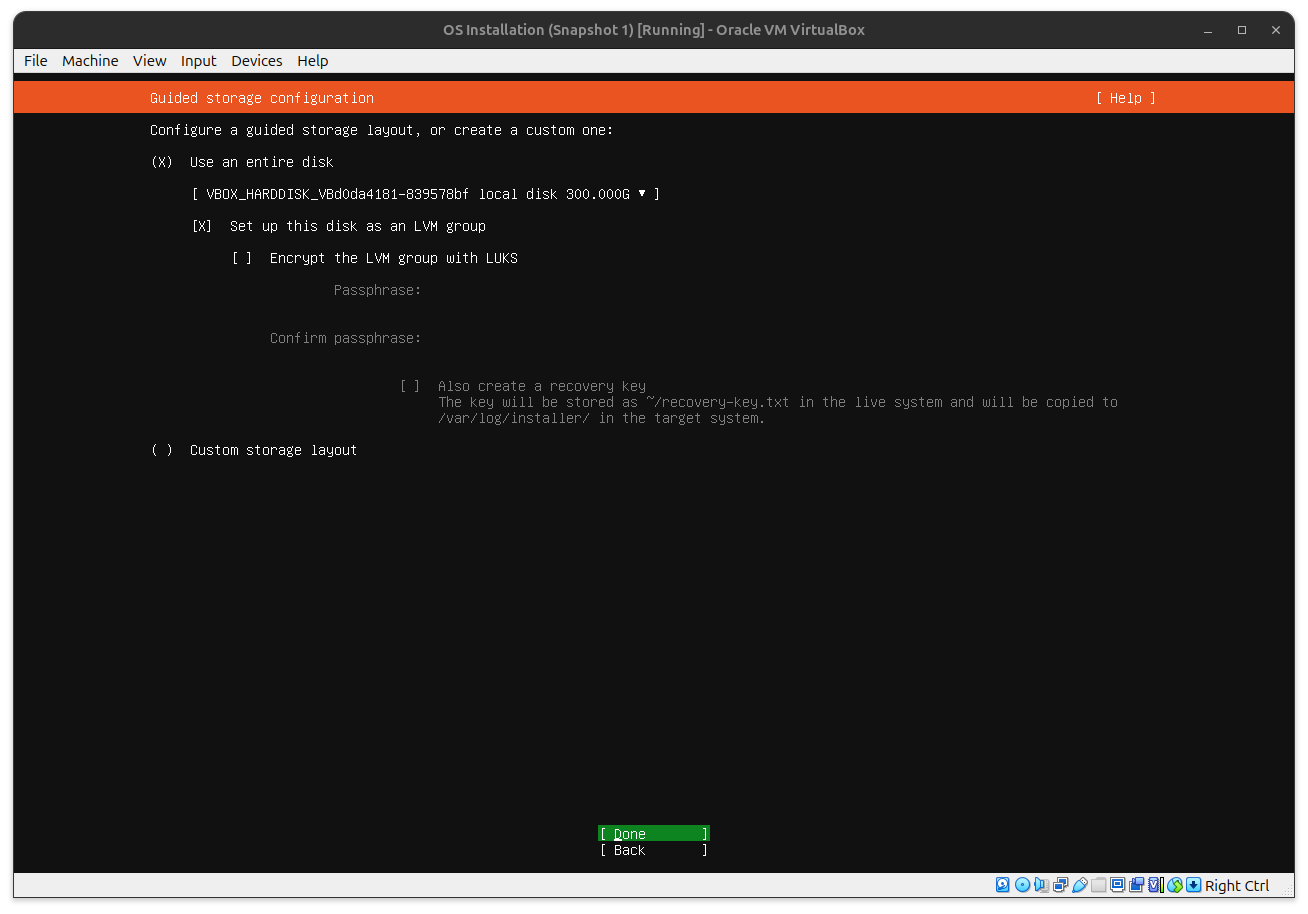 OS Installation (Snapshot 1) [Running] - Oracle VM VirtualBox
File Machine View Input Devices Help
Guided storage configuration [ Help ]
Configure a guided storage layout, or create a custom one:
(X) Use an entire disk
[ VBOX_HARDDISK_VBd0da4181-839578bf local disk 300.000G ▾ ]
[X] Set up this disk as an LVM group
[ ] Encrypt the LVM group with LUKS
Passphrase:
Confirm passphrase:
[ ] Also create a recovery key
The key will be stored as ~/recovery-key.txt in the live system and will be copied to
/var/log/installer/ in the target system.
( ) Custom storage layout
[ Done ]
[ Back ]
Right Ctrl